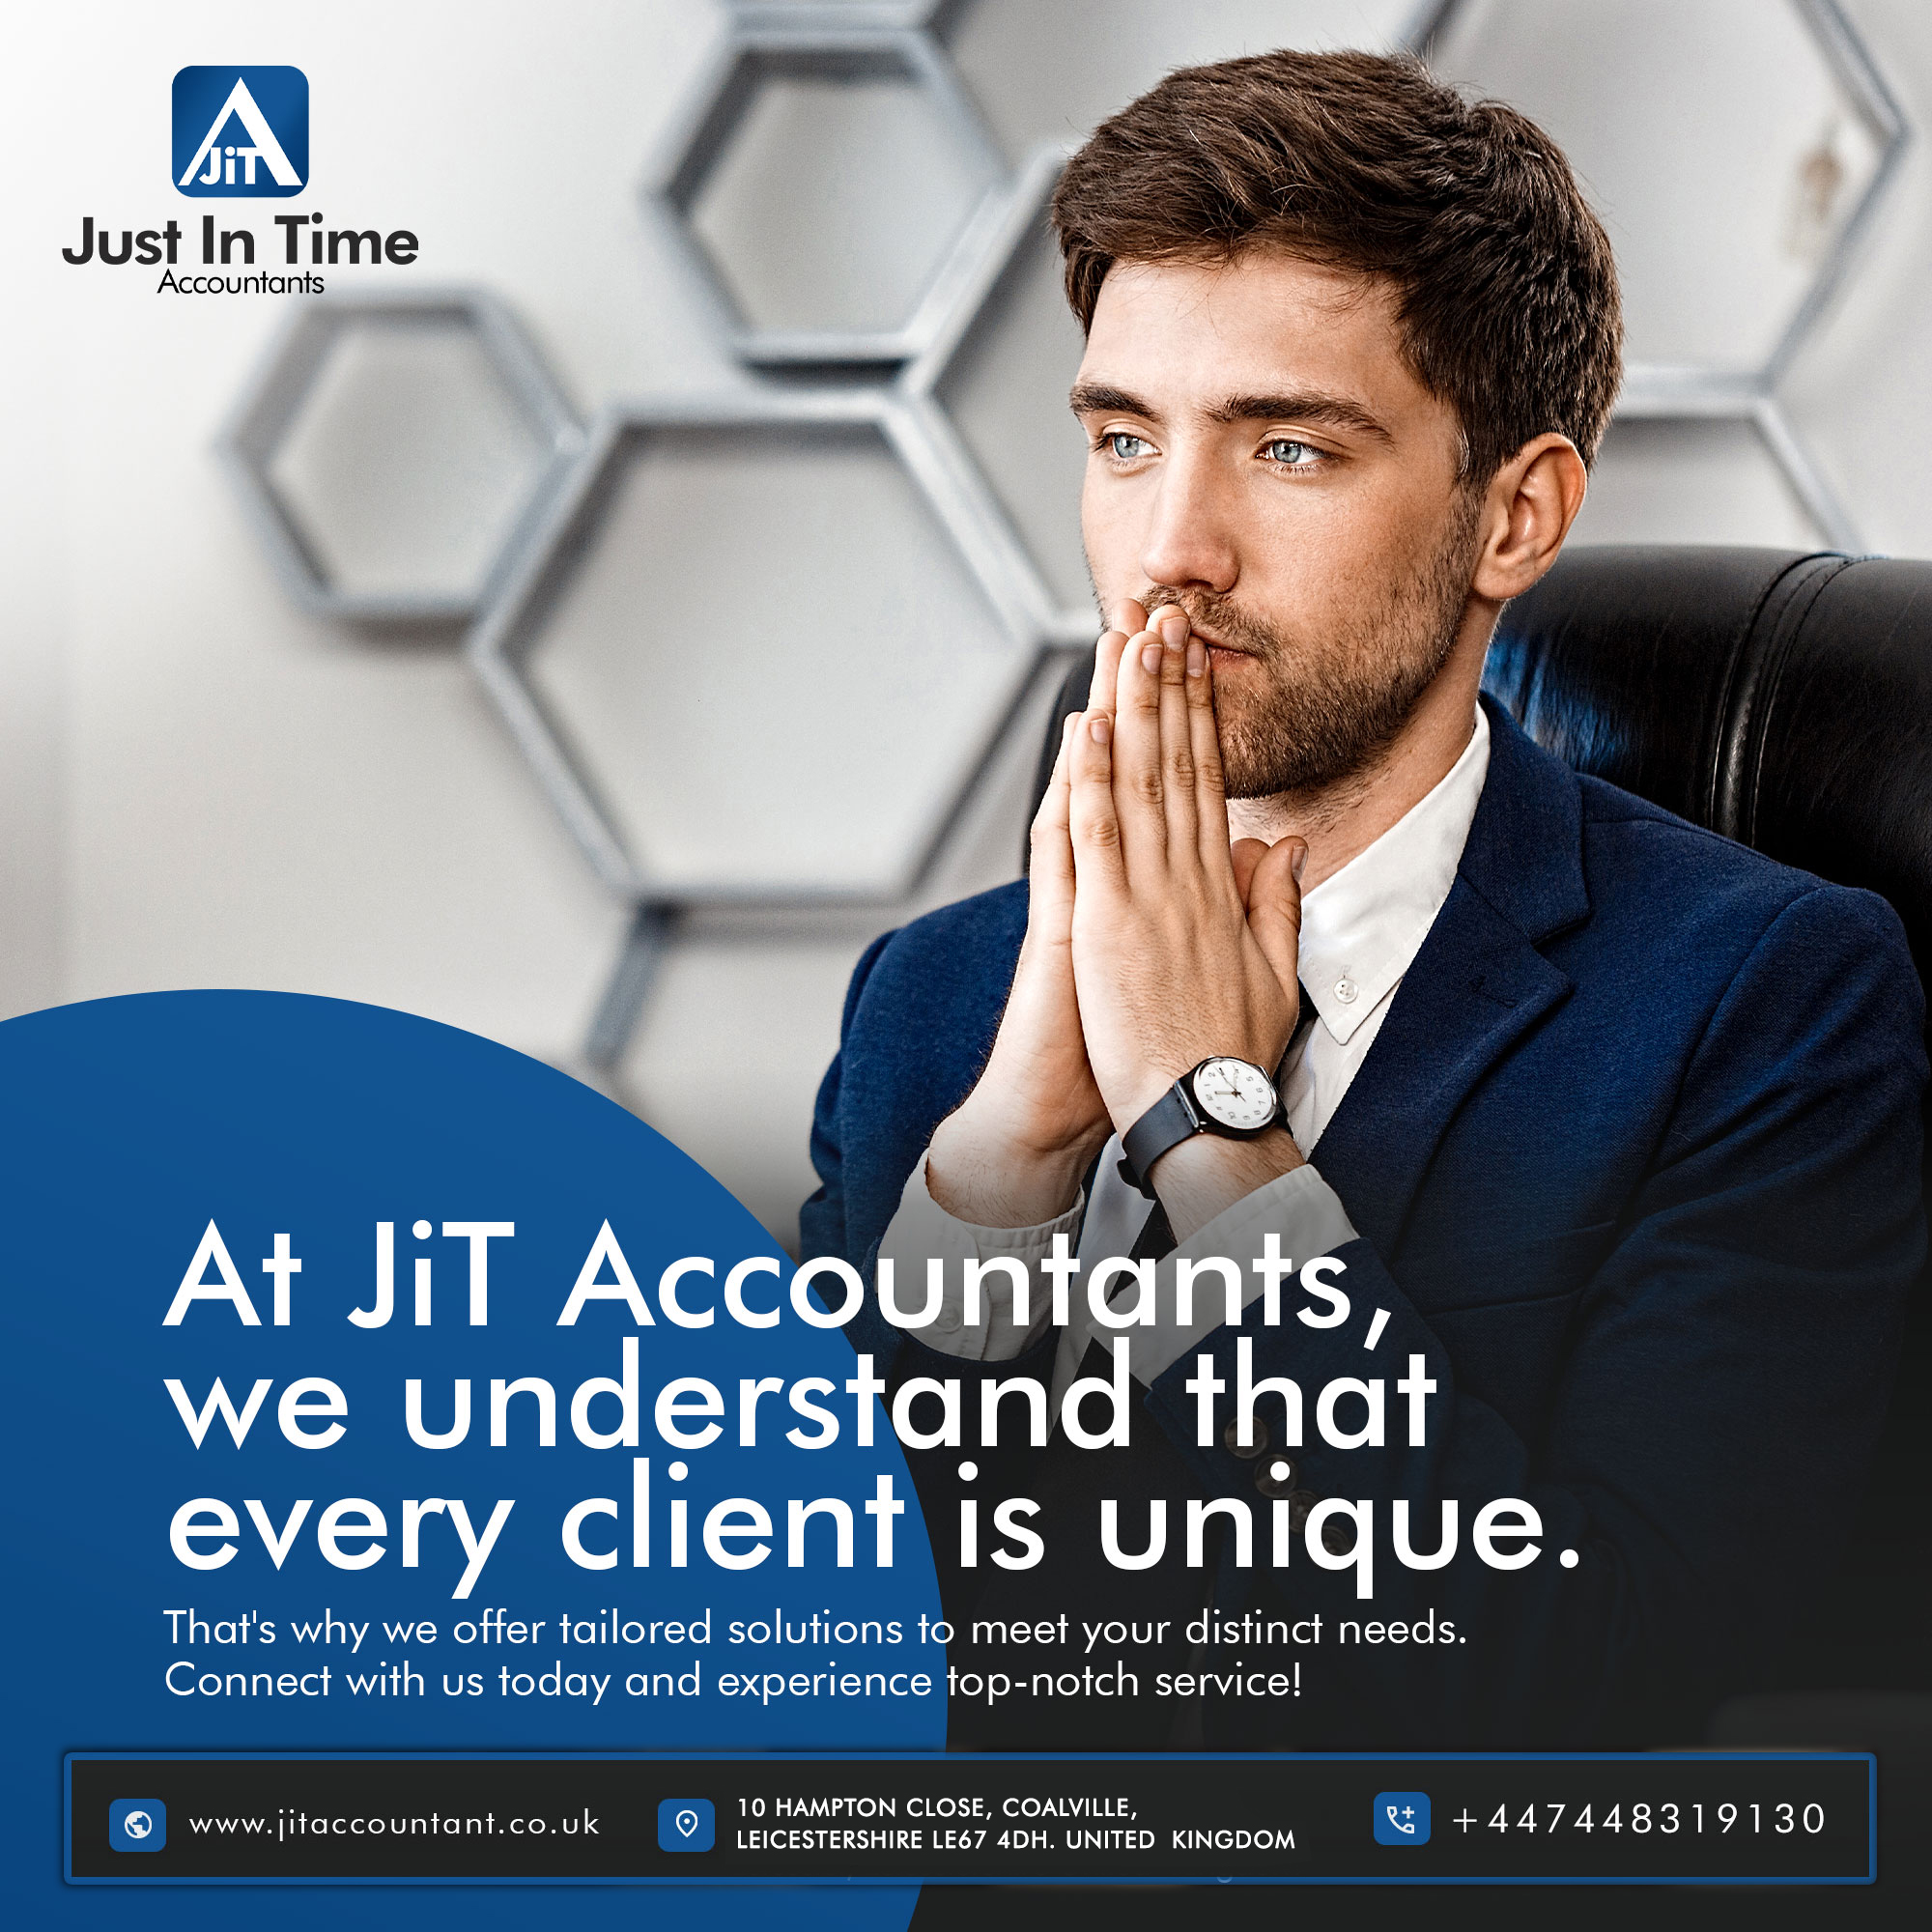 JiT
Just In Time
Accountants
At JiT Accountants,
we understand that
every client is unique.
That's why we offer tailored solutions to meet your distinct needs.
Connect with us today and experience top-notch service!
www.jitaccountant.co.uk
10 HAMPTON CLOSE, COALVILLE,
LEICESTERSHIRE LE67 4DH. UNITED KINGDOM
+447448319130